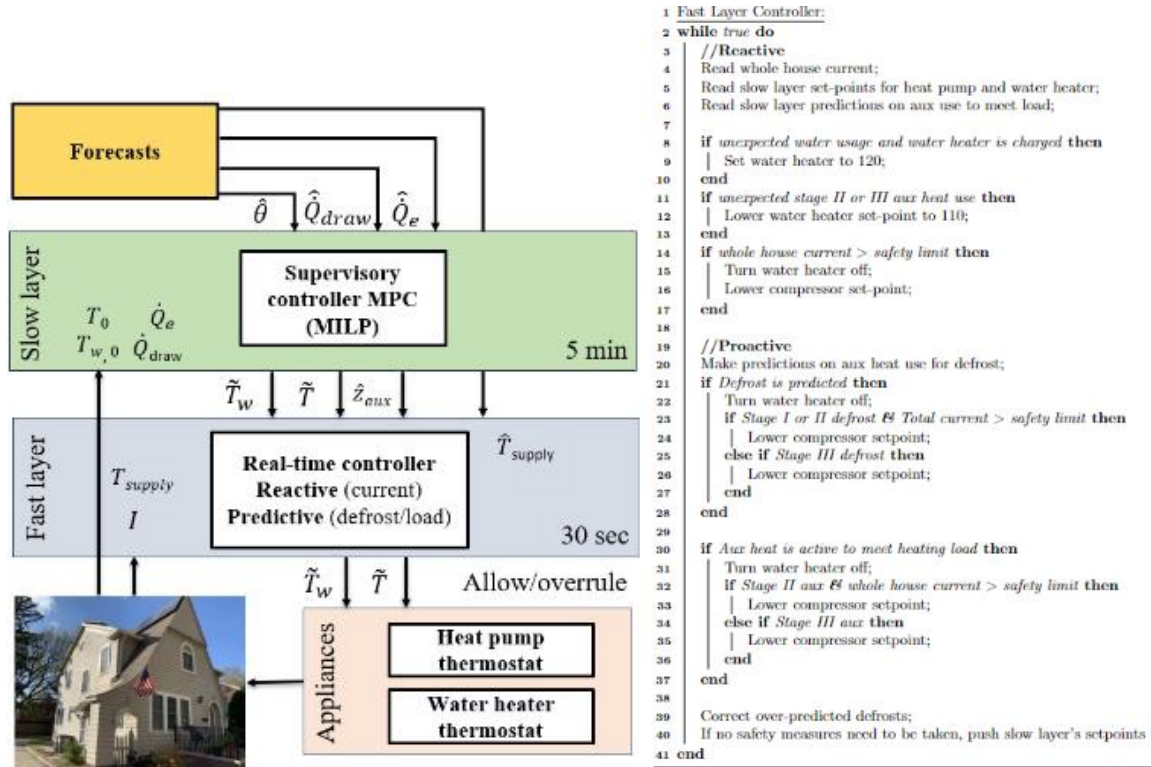 Forecasts
θ̂
Q̂̇_draw
Q̂̇_e
Slow layer
Supervisory
controller MPC
(MILP)
T_0 Q̇_e
T_w,0 Q̇_draw
5 min
T̃_w T̃ ẑ_aux
T̂_supply
Fast layer
Real-time controller
Reactive (current)
Predictive (defrost/load)
T_supply
I
30 sec
T̃_w T̃ Allow/overrule
Appliances
Heat pump
thermostat
Water heater
thermostat
1 Fast Layer Controller:
2 while true do
3 //Reactive
4 Read whole house current;
5 Read slow layer set-points for heat pump and water heater;
6 Read slow layer predictions on aux use to meet load;
7
8 if unexpected water usage and water heater is charged then
9 Set water heater to 120;
10 end
11 if unexpected stage II or III aux heat use then
12 Lower water heater set-point to 110;
13 end
14 if whole house current > safety limit then
15 Turn water heater off;
16 Lower compressor set-point;
17 end
18
19 //Proactive
20 Make predictions on aux heat use for defrost;
21 if Defrost is predicted then
22 Turn water heater off;
23 if Stage I or II defrost & Total current > safety limit then
24 Lower compressor setpoint;
25 else if Stage III defrost then
26 Lower compressor setpoint;
27 end
28 end
29
30 if Aux heat is active to meet heating load then
31 Turn water heater off;
32 if Stage II aux & whole house current > safety limit then
33 Lower compressor setpoint;
34 else if Stage III aux then
35 Lower compressor setpoint;
36 end
37 end
38
39 Correct over-predicted defrosts;
40 If no safety measures need to be taken, push slow layer's setpoints
41 end